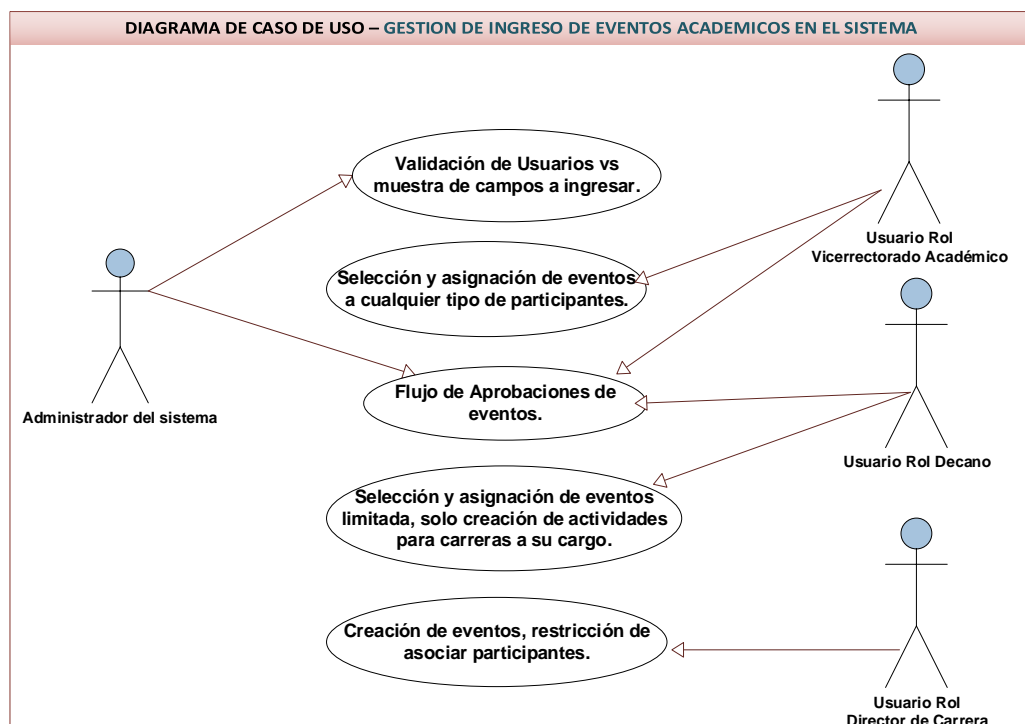 DIAGRAMA DE CASO DE USO – GESTION DE INGRESO DE EVENTOS ACADEMICOS EN EL SISTEMA
Validación de Usuarios vs
muestra de campos a ingresar.
Usuario Rol
Vicerrectorado Académico
Selección y asignación de eventos
a cualquier tipo de participantes.
Administrador del sistema
Flujo de Aprobaciones de
eventos.
Usuario Rol Decano
Selección y asignación de eventos
limitada, solo creación de actividades
para carreras a su cargo.
Creación de eventos, restricción de
asociar participantes.
Usuario Rol
Director de Carrera